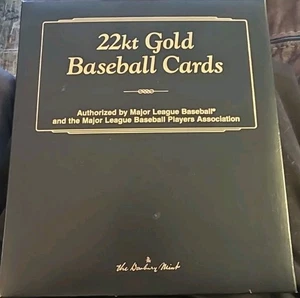 22kt Gold
Baseball Cards
Authorized by Major League Baseball®
and the Major League Baseball Players Association
The Danbury Mint